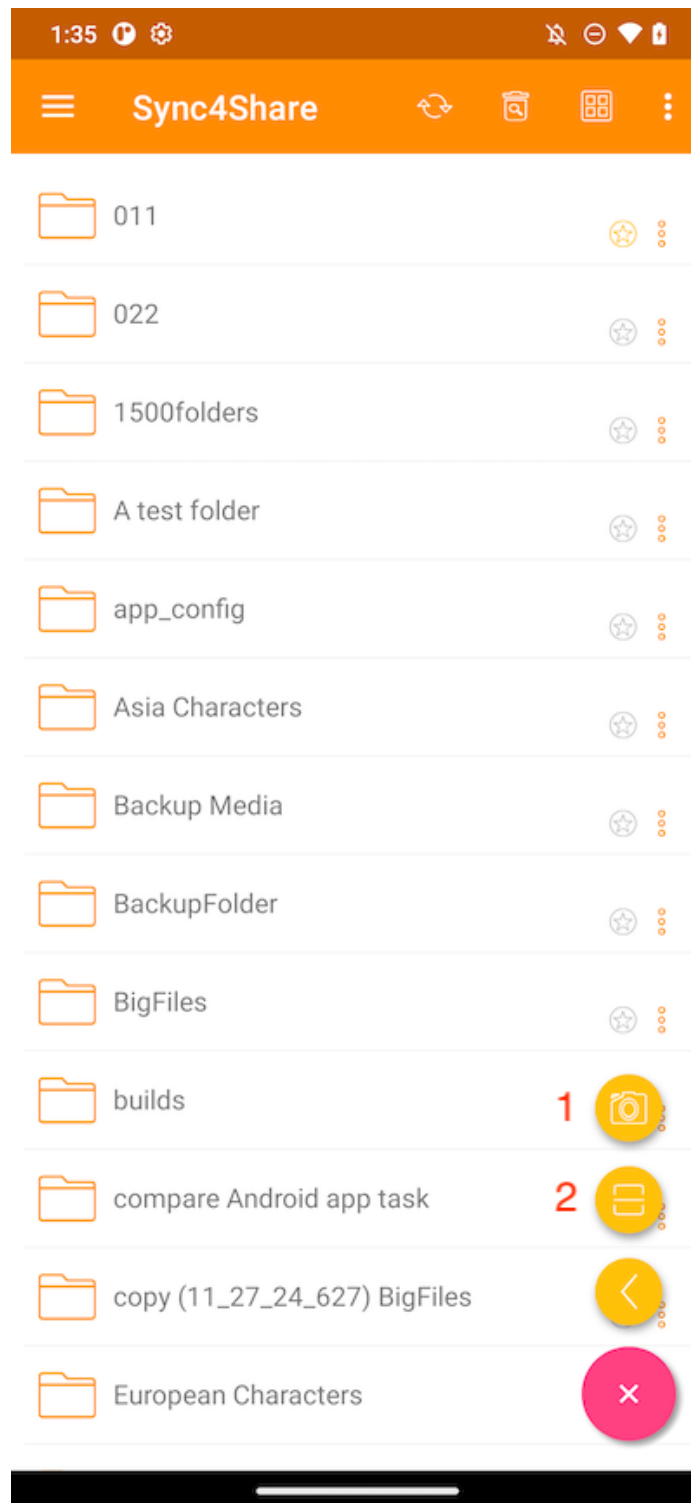 1:35
Sync4Share
011
022
1500folders
A test folder
app_config
Asia Characters
Backup Media
BackupFolder
BigFiles
builds
1
compare Android app task
2
copy (11_27_24_627) BigFiles
European Characters